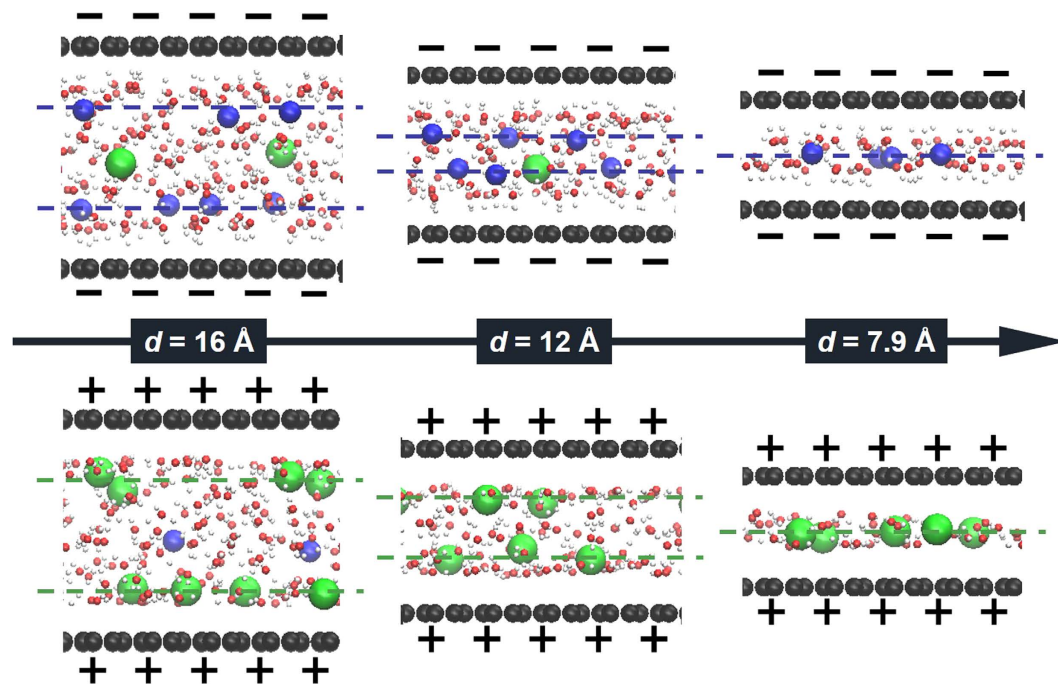 − − − − −
− − − − −
− − − − −
− − − − −
− − − − −
− − − − −
d = 16 Å
d = 12 Å
d = 7.9 Å
+ + + + +
+ + + + +
+ + + + +
+ + + + +
+ + + + +
+ + + + +